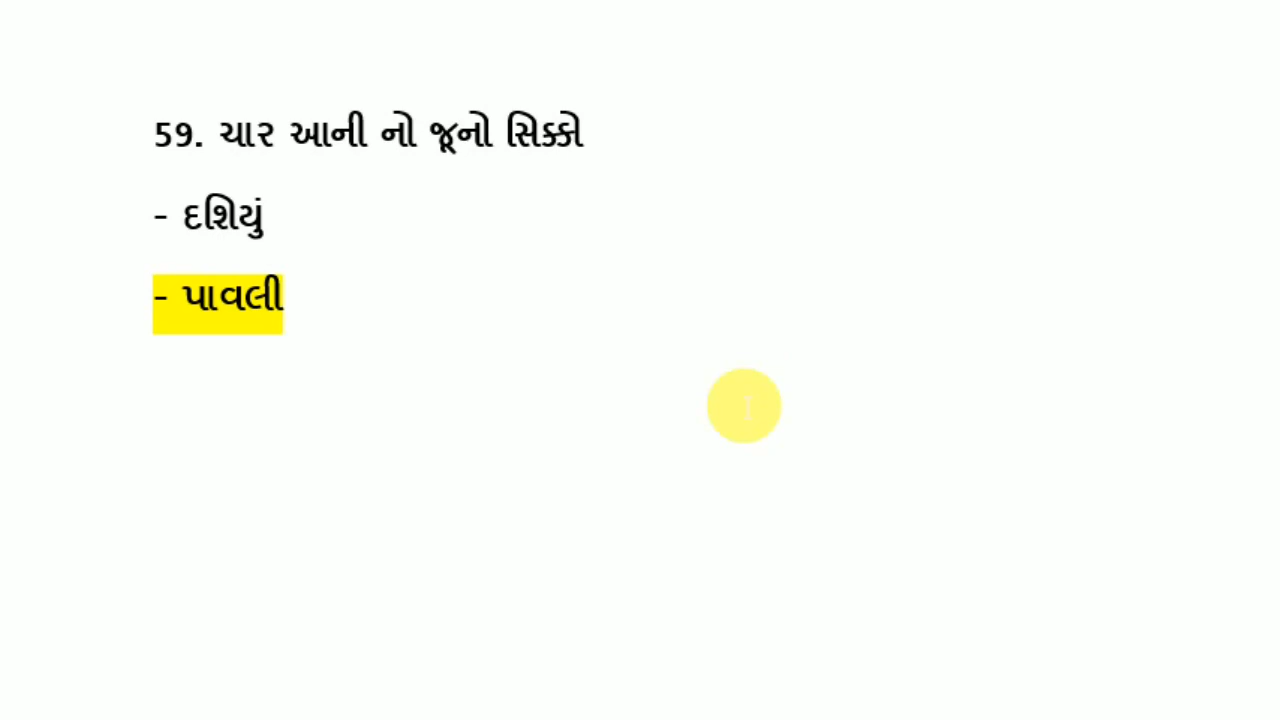 59. ચાર આની નો જૂનો સિક્કો
- દશિયું
- પાવલી